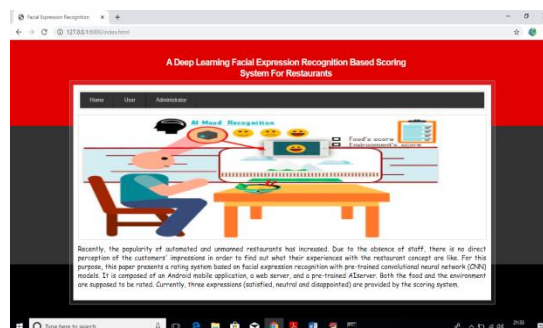 Facial Expression Recognition
127.0.0.1:8000/index.html
A Deep Learning Facial Expression Recognition Based Scoring
System For Restaurants
Home User Administrator
AI Mood Recognition
Food's score
Environment's score
Recently, the popularity of automated and unmanned restaurants has increased. Due to the absence of staff, there is no direct
perception of the customers' impressions in order to find out what their experiences with the restaurant concept are like. For this
purpose, this paper presents a rating system based on facial expression recognition with pre-trained convolutional neural network (CNN)
models. It is composed of an Android mobile application, a web server, and a pre-trained AIserver. Both the food and the environment
are supposed to be rated. Currently, three expressions (satisfied, neutral and disappointed) are provided by the scoring system.
Type here to search